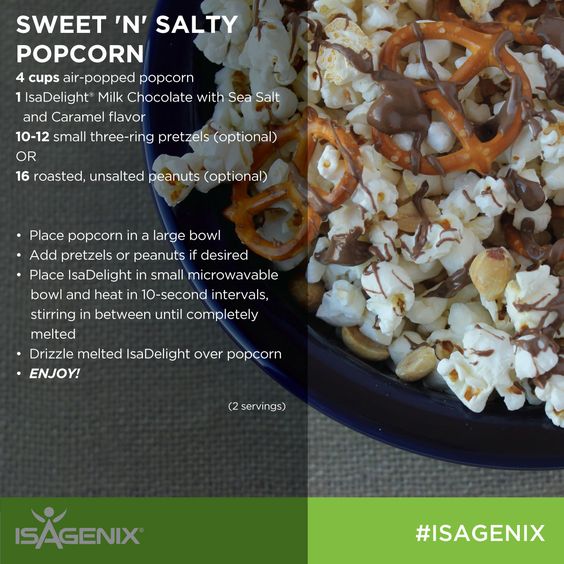 SWEET 'N' SALTY
POPCORN
4 cups air-popped popcorn
1 IsaDelight® Milk Chocolate with Sea Salt
and Caramel flavor
10-12 small three-ring pretzels (optional)
OR
16 roasted, unsalted peanuts (optional)
• Place popcorn in a large bowl
• Add pretzels or peanuts if desired
• Place IsaDelight in small microwavable
bowl and heat in 10-second intervals,
stirring in between until completely
melted
• Drizzle melted IsaDelight over popcorn
• ENJOY!
(2 servings)
ISAGENIX®
#ISAGENIX